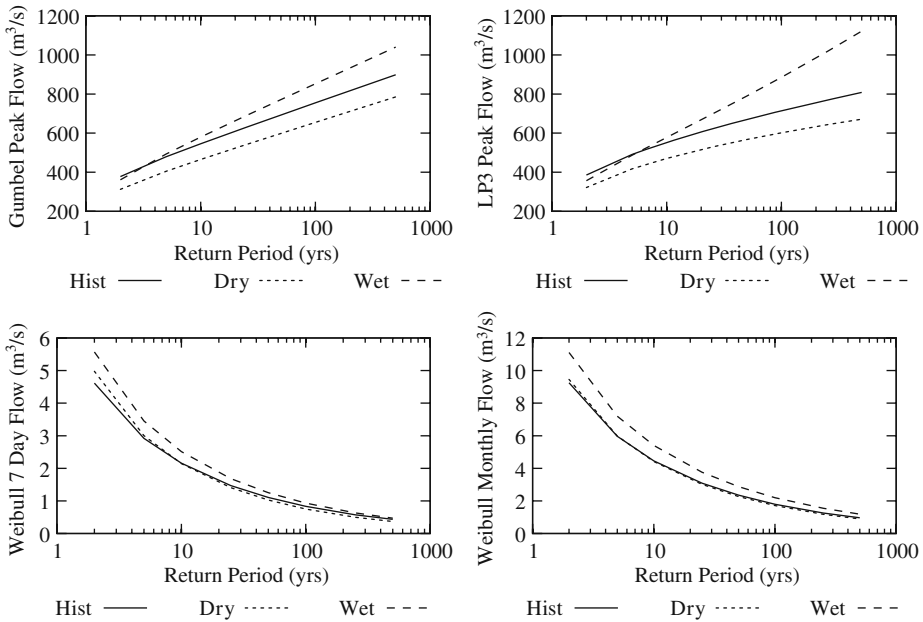 Gumbel Peak Flow (m³/s)
1200
1000
800
600
400
200
1 10 100 1000
Return Period (yrs)
Hist Dry Wet
LP3 Peak Flow (m³/s)
1200
1000
800
600
400
200
1 10 100 1000
Return Period (yrs)
Hist Dry Wet
Weibull 7 Day Flow (m³/s)
6
5
4
3
2
1
0
1 10 100 1000
Return Period (yrs)
Hist Dry Wet
Weibull Monthly Flow (m³/s)
12
10
8
6
4
2
0
1 10 100 1000
Return Period (yrs)
Hist Dry Wet